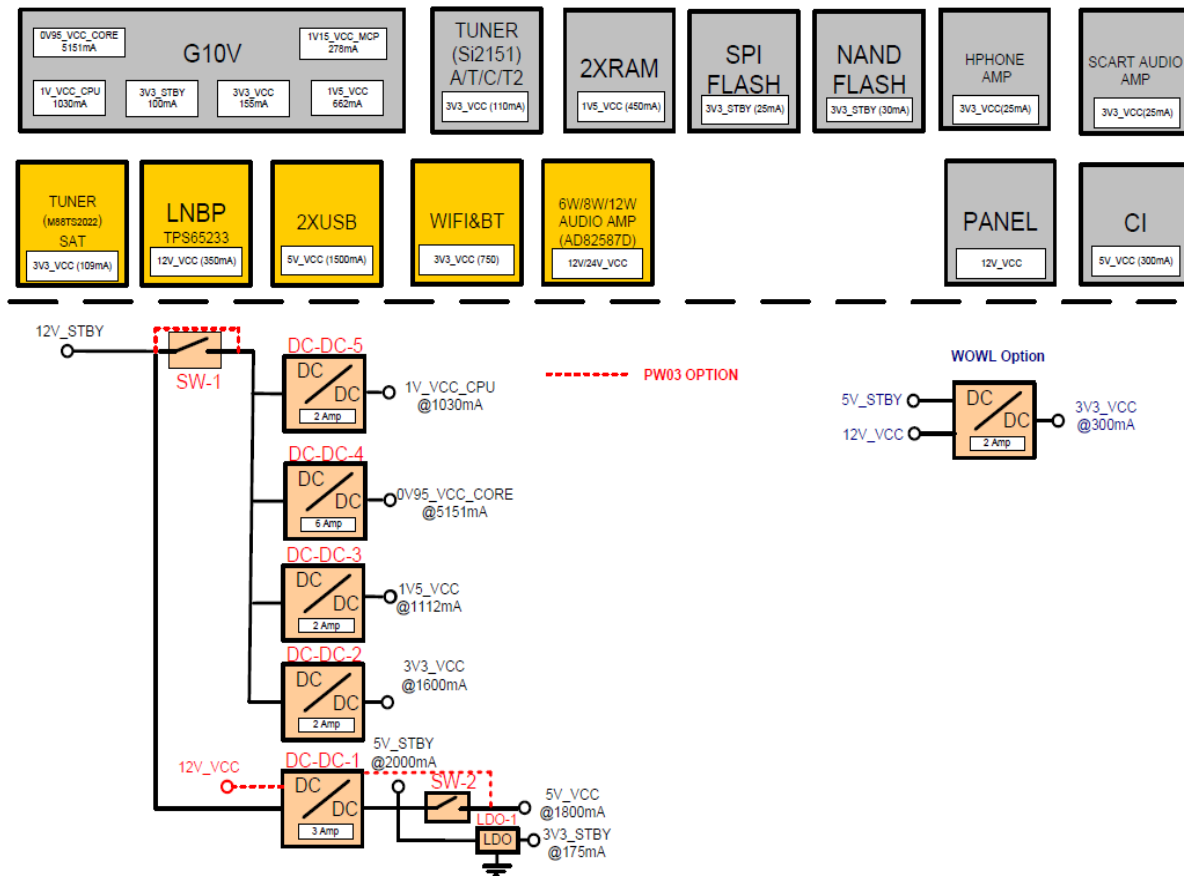 G10V
0V95_VCC_CORE
5151mA
1V15_VCC_MCP
278mA
1V_VCC_CPU
1030mA
3V3_STBY
100mA
3V3_VCC
155mA
1V5_VCC
662mA
TUNER
(Si2151)
A/T/C/T2
3V3_VCC (110mA)
2XRAM
1V5_VCC (450mA)
SPI
FLASH
3V3_STBY (25mA)
NAND
FLASH
3V3_STBY (30mA)
HPHONE
AMP
3V3_VCC(25mA)
SCART AUDIO
AMP
3V3_VCC(25mA)
TUNER
(M88TS2022)
SAT
3V3_VCC (109mA)
LNBP
TPS65233
12V_VCC (350mA)
2XUSB
5V_VCC (1500mA)
WIFI&BT
3V3_VCC (750)
6W/8W/12W
AUDIO AMP
(AD82587D)
12V/24V_VCC
PANEL
12V_VCC
CI
5V_VCC (300mA)
12V_STBY
SW-1
DC-DC-5
DC
DC
2 Amp
1V_VCC_CPU
@1030mA
PW03 OPTION
WOWL Option
5V_STBY
12V_VCC
DC
DC
2 Amp
3V3_VCC
@300mA
DC-DC-4
DC
DC
6 Amp
0V95_VCC_CORE
@5151mA
DC-DC-3
DC
DC
2 Amp
1V5_VCC
@1112mA
DC-DC-2
DC
DC
2 Amp
3V3_VCC
@1600mA
12V_VCC
DC-DC-1
DC
DC
3 Amp
5V_STBY
@2000mA
SW-2
5V_VCC
@1800mA
LDO-1
LDO
3V3_STBY
@175mA